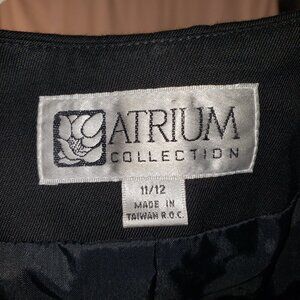 ATRIUM
COLLECTION
11/12
MADE IN
TAIWAN R.O.C.